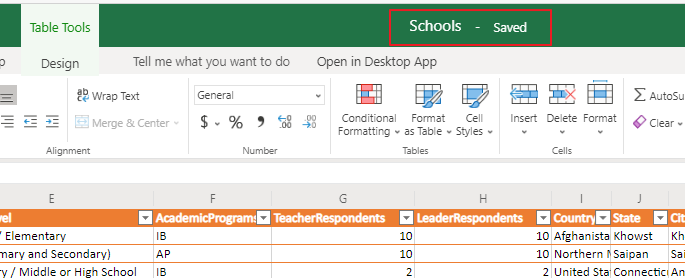 Table Tools
Schools - Saved
Design Tell me what you want to do Open in Desktop App
Wrap Text General AutoSu
Merge & Center $ % , Conditional Formatting Format as Table Cell Styles Insert Delete Format Clear
Alignment Number Tables Cells
E F G H I J K
vel AcademicPrograms TeacherRespondents LeaderRespondents Country State Cit
/ Elementary IB 10 10 Afghanista Khowst Kh
mary and Secondary) AP 10 10 Northern M Saipan Sai
ry / Middle or High School IB 2 2 United Sta Connecti An